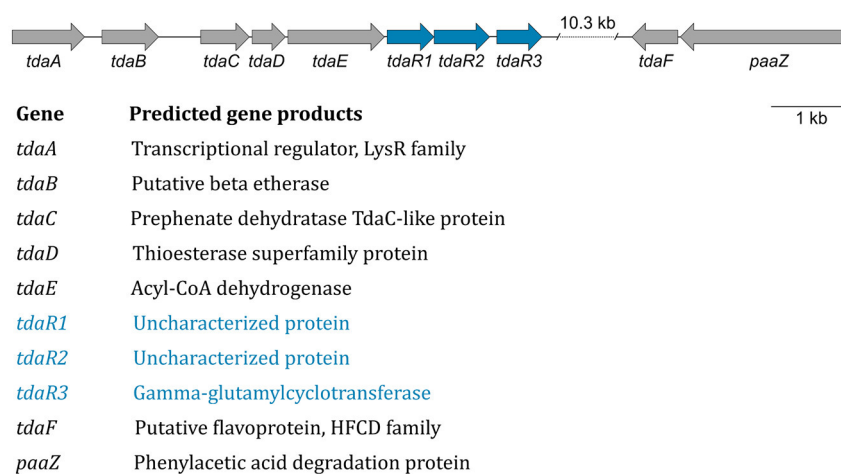 10.3 kb
tdaA tdaB tdaC tdaD tdaE tdaR1 tdaR2 tdaR3 tdaF paaZ
1 kb
Gene Predicted gene products
tdaA Transcriptional regulator, LysR family
tdaB Putative beta etherase
tdaC Prephenate dehydratase TdaC-like protein
tdaD Thioesterase superfamily protein
tdaE Acyl-CoA dehydrogenase
tdaR1 Uncharacterized protein
tdaR2 Uncharacterized protein
tdaR3 Gamma-glutamylcyclotransferase
tdaF Putative flavoprotein, HFCD family
paaZ Phenylacetic acid degradation protein